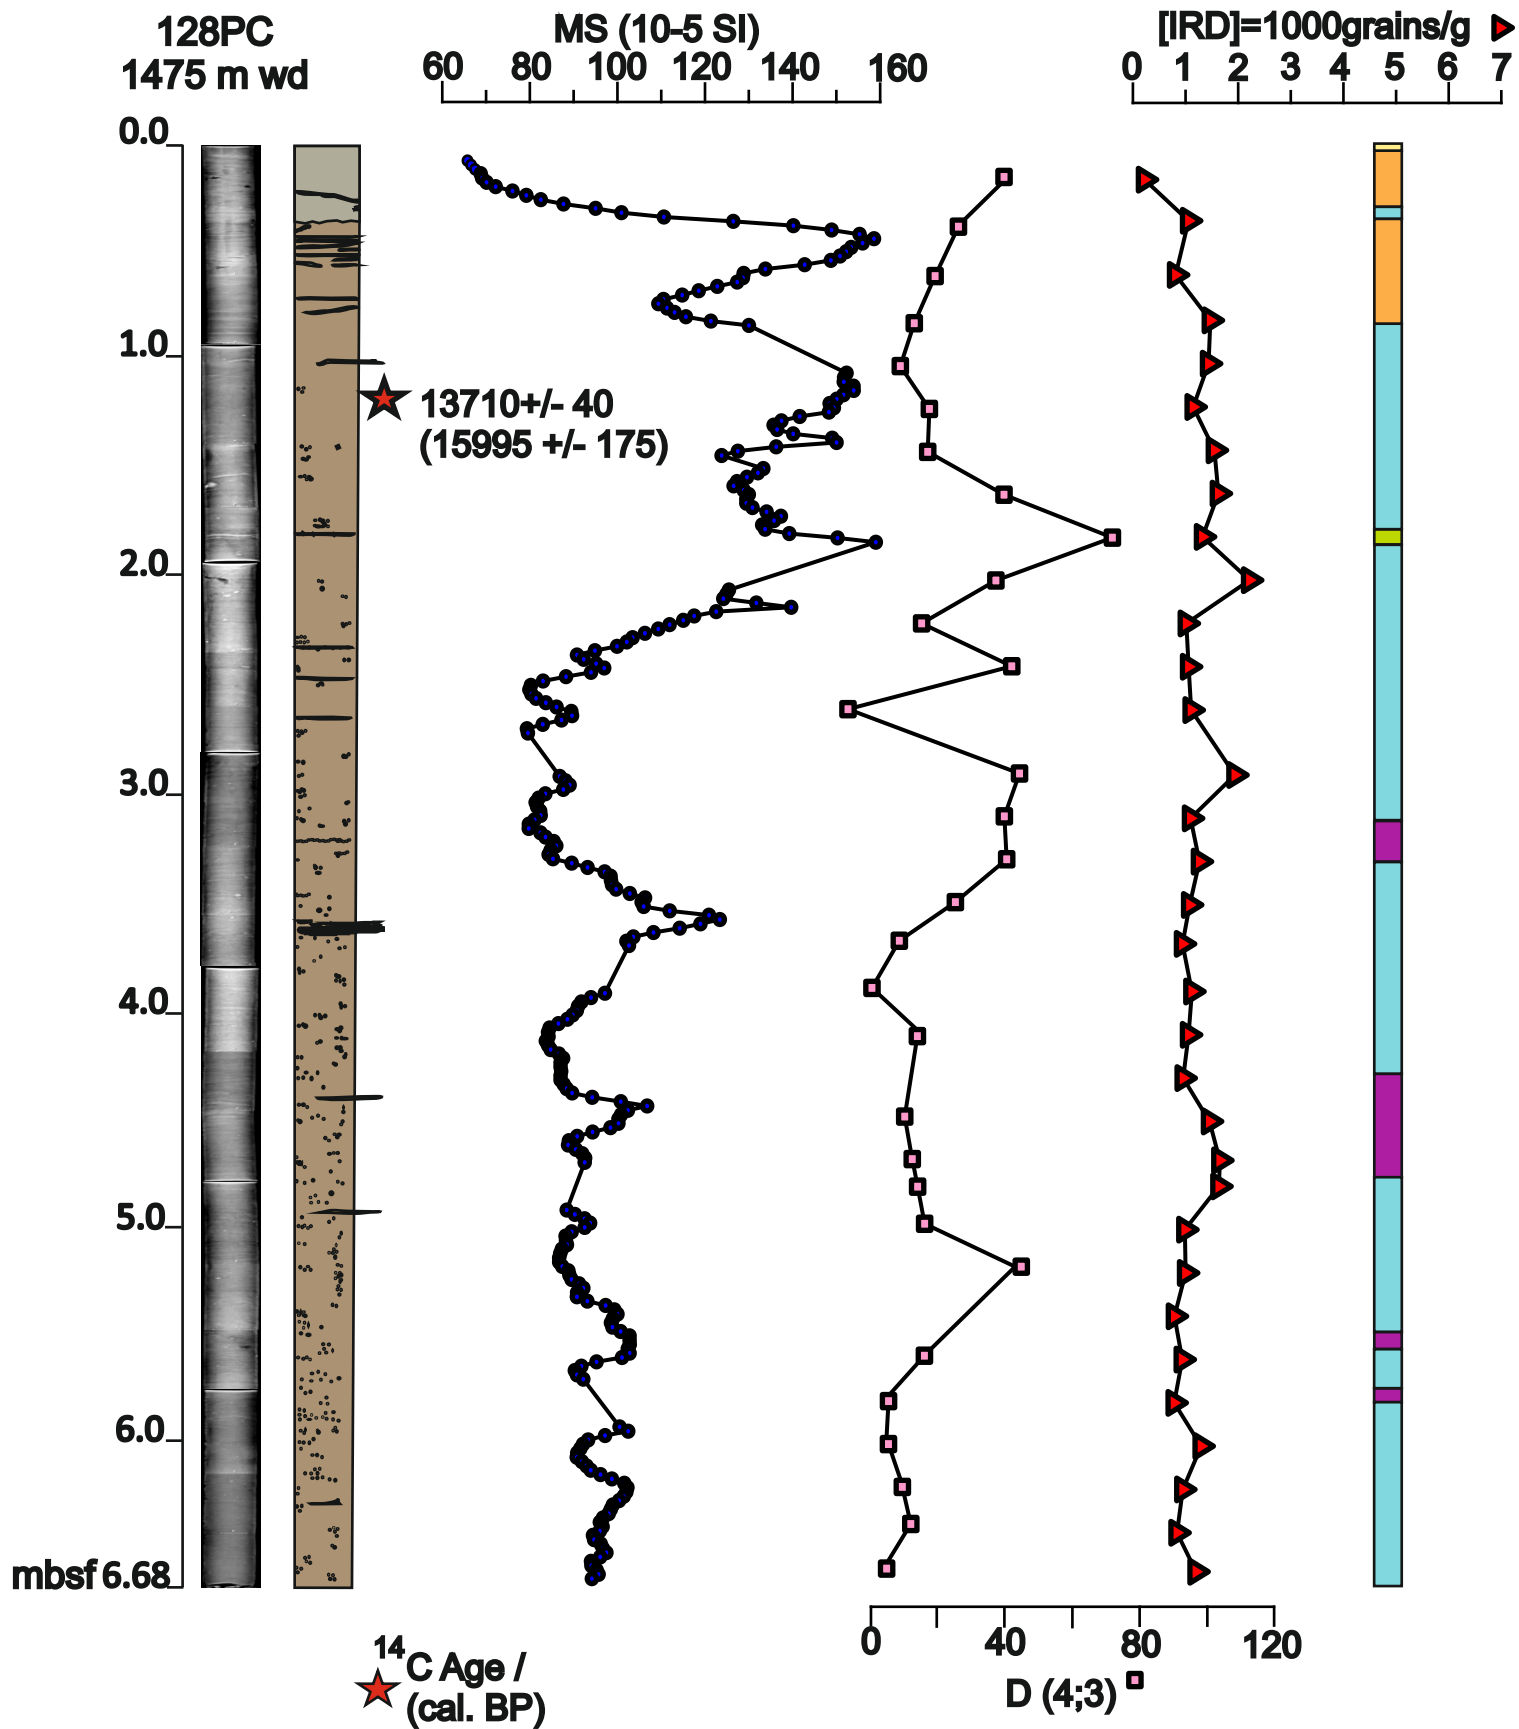 128PC
1475 m wd
MS (10-5 SI)
60 80 100 120 140 160
[IRD]=1000grains/g
0 1 2 3 4 5 6 7
0.0
1.0
13710+/- 40
(15995 +/- 175)
2.0
3.0
4.0
5.0
6.0
mbsf 6.68
0 40 80 120
D (4;3)
14C Age /
(cal. BP)